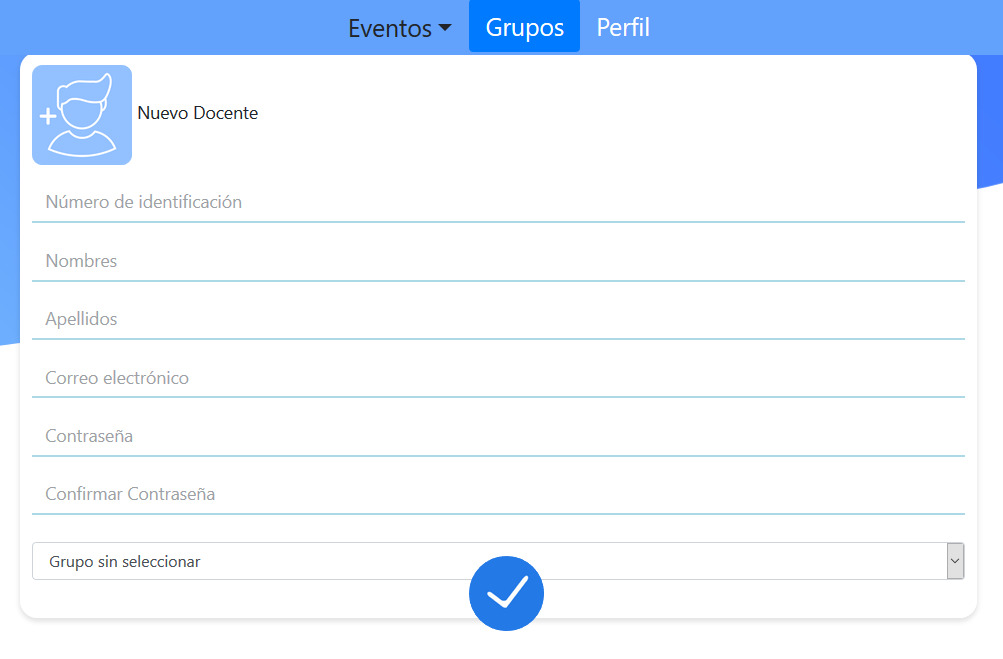 Eventos Grupos Perfil
Nuevo Docente
Número de identificación
Nombres
Apellidos
Correo electrónico
Contraseña
Confirmar Contraseña
Grupo sin seleccionar